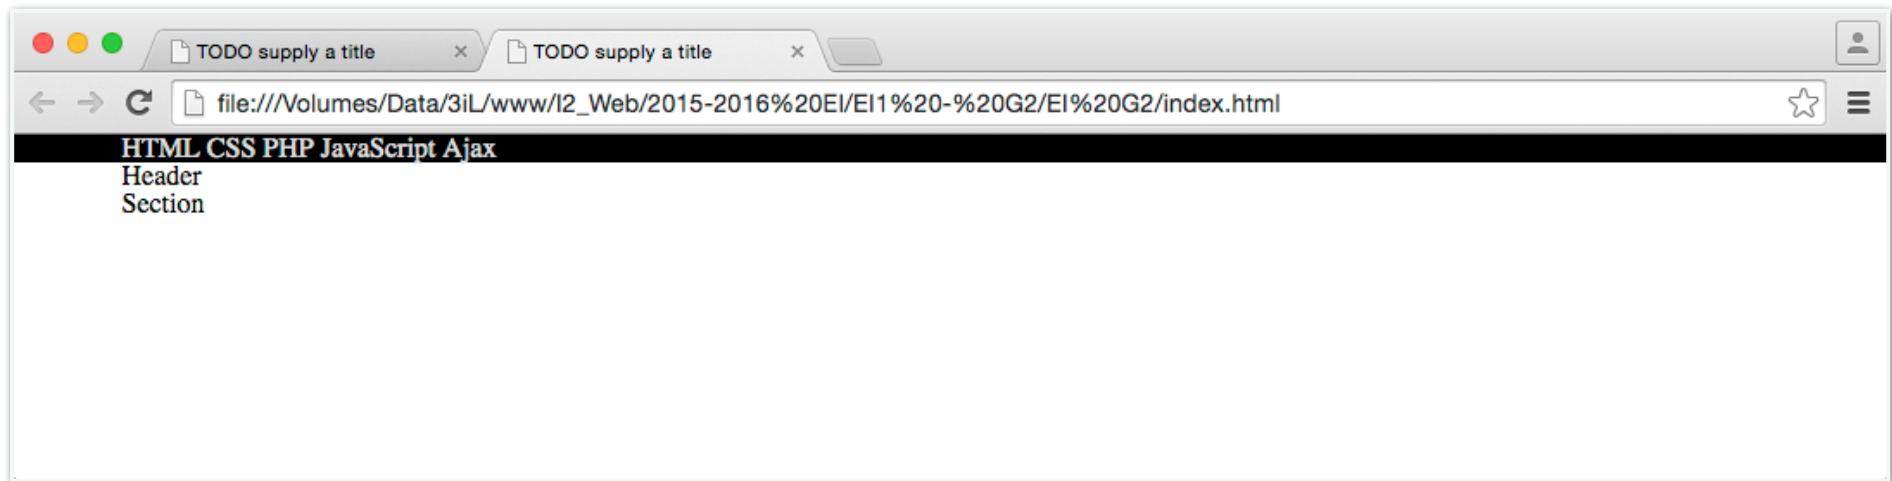 TODO supply a title
TODO supply a title
file:///Volumes/Data/3iL/www/I2_Web/2015-2016%20EI/EI1%20-%20G2/EI%20G2/index.html
HTML CSS PHP JavaScript Ajax
Header
Section